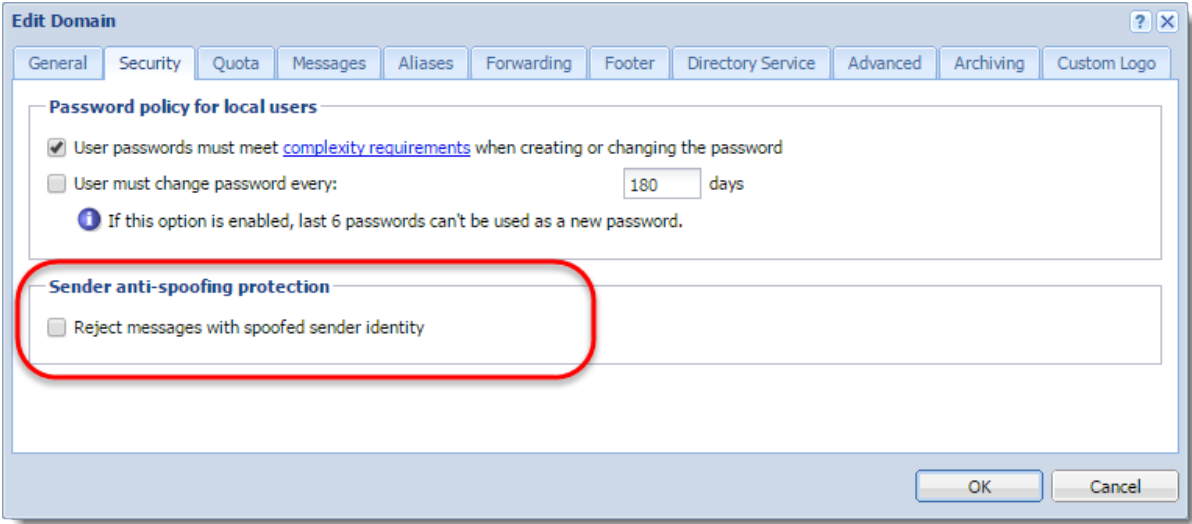 Edit Domain
General Security Quota Messages Aliases Forwarding Footer Directory Service Advanced Archiving Custom Logo
Password policy for local users
User passwords must meet complexity requirements when creating or changing the password
User must change password every: 180 days
If this option is enabled, last 6 passwords can't be used as a new password.
Sender anti-spoofing protection
Reject messages with spoofed sender identity
OK Cancel